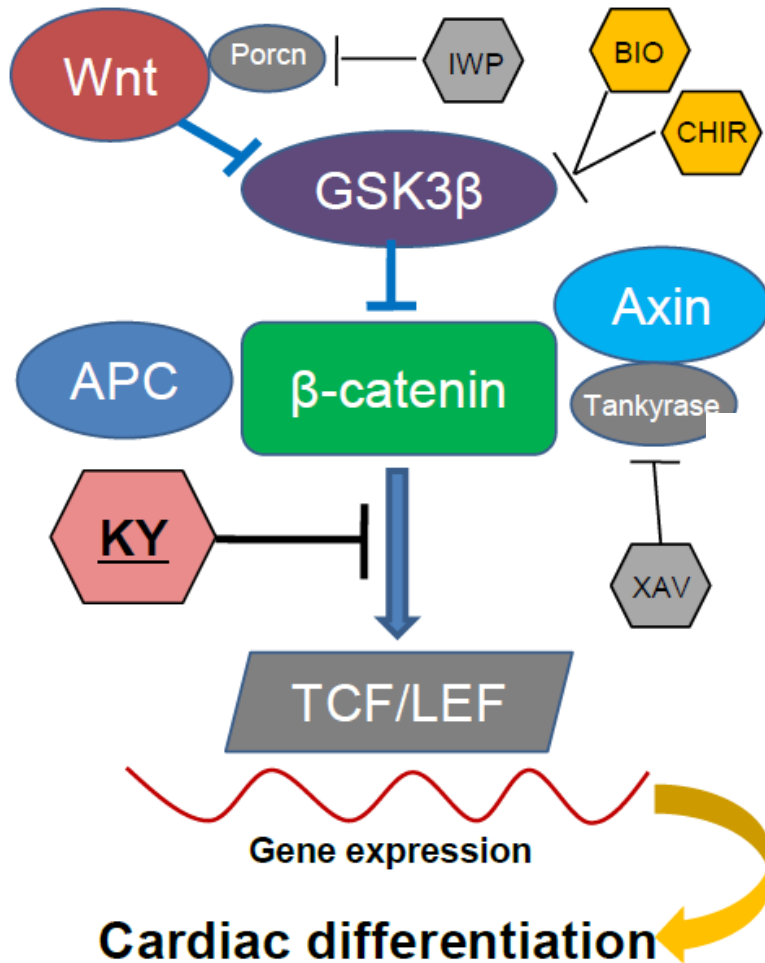 Wnt
Porcn
IWP
BIO
CHIR
GSK3β
Axin
APC
β-catenin
Tankyrase
KY
XAV
TCF/LEF
Gene expression
Cardiac differentiation